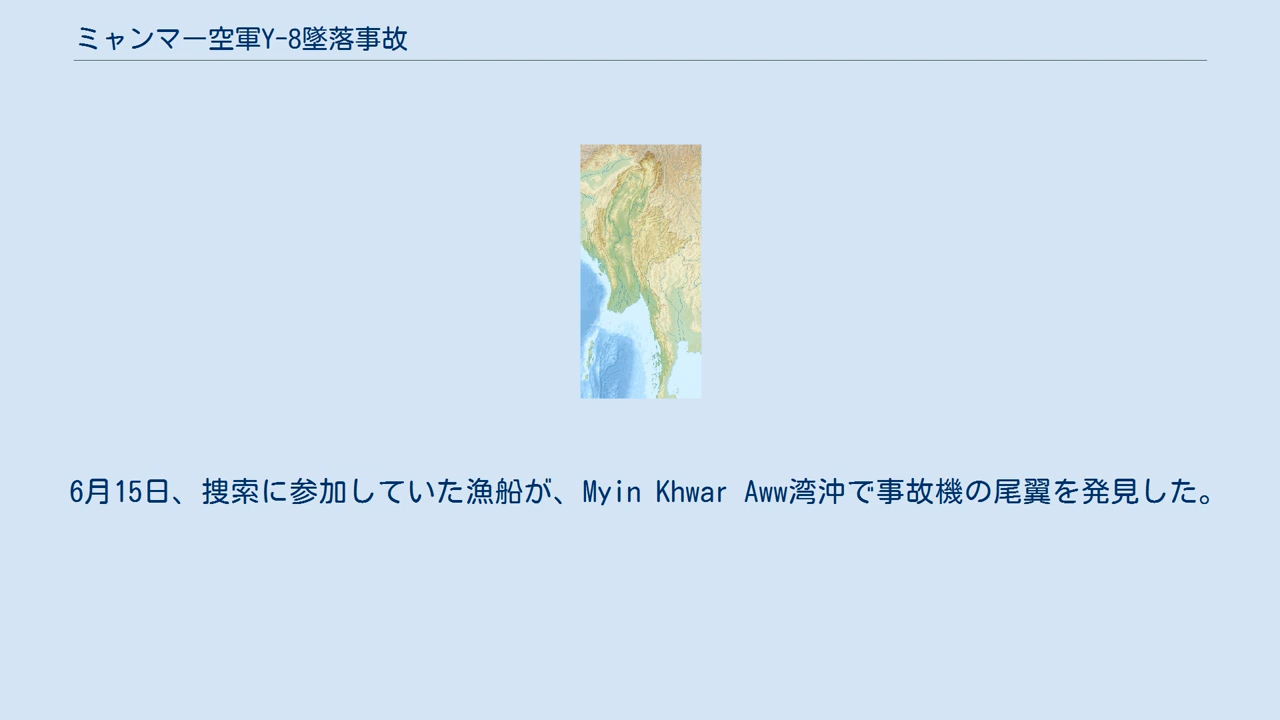 ミャンマー空軍Y-8墜落事故
6月15日、捜索に参加していた漁船が、Myin Khwar Aww湾沖で事故機の尾翼を発見した。